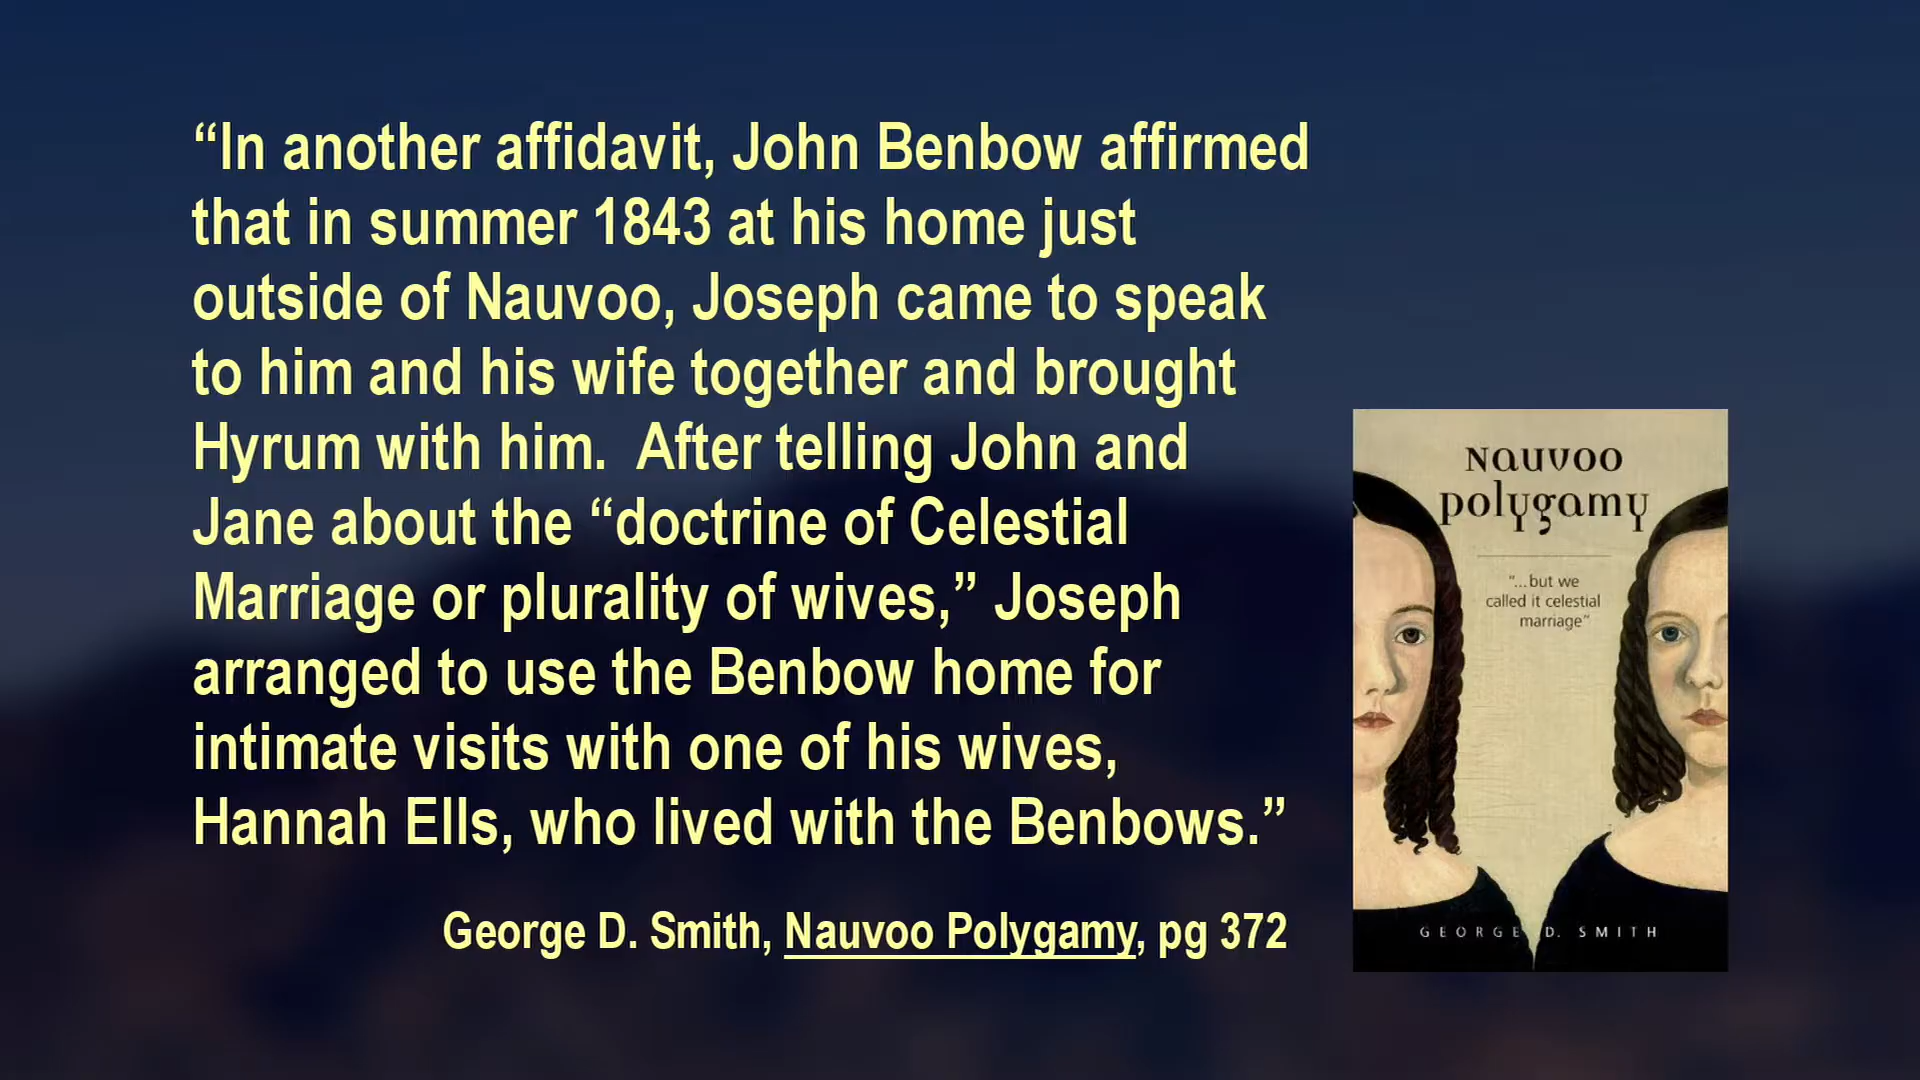 “In another affidavit, John Benbow affirmed
that in summer 1843 at his home just
outside of Nauvoo, Joseph came to speak
to him and his wife together and brought
Hyrum with him.  After telling John and
Jane about the “doctrine of Celestial
Marriage or plurality of wives,” Joseph
arranged to use the Benbow home for
intimate visits with one of his wives,
Hannah Ells, who lived with the Benbows.”
George D. Smith, Nauvoo Polygamy, pg 372
Nauvoo
polygamy
“...but we
called it celestial
marriage”
GEORGE D. SMITH